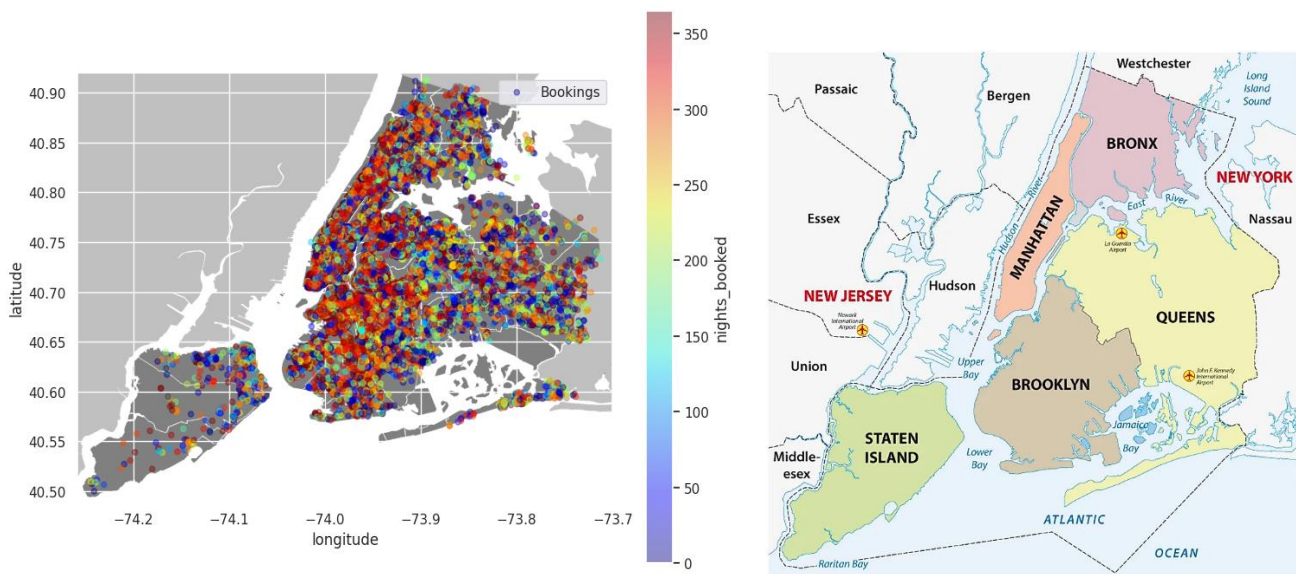 40.90
40.85
40.80
40.75
40.70
40.65
40.60
40.55
40.50
latitude
−74.2
−74.1
−74.0
−73.9
−73.8
−73.7
longitude
Bookings
350
300
250
200
150
100
50
0
nights_booked
Westchester
Passaic
Bergen
Long
Island
Sound
BRONX
NEW YORK
Essex
Hudson River
MANHATTAN
East River
Nassau
La Guardia
Airport
Hudson
NEW JERSEY
Newark
International
Airport
QUEENS
Union
Upper
Bay
BROOKLYN
John F. Kennedy
International
Airport
STATEN
ISLAND
Jamaica
Bay
Middle-
esex
Lower
Bay
ATLANTIC
OCEAN
Raritan Bay